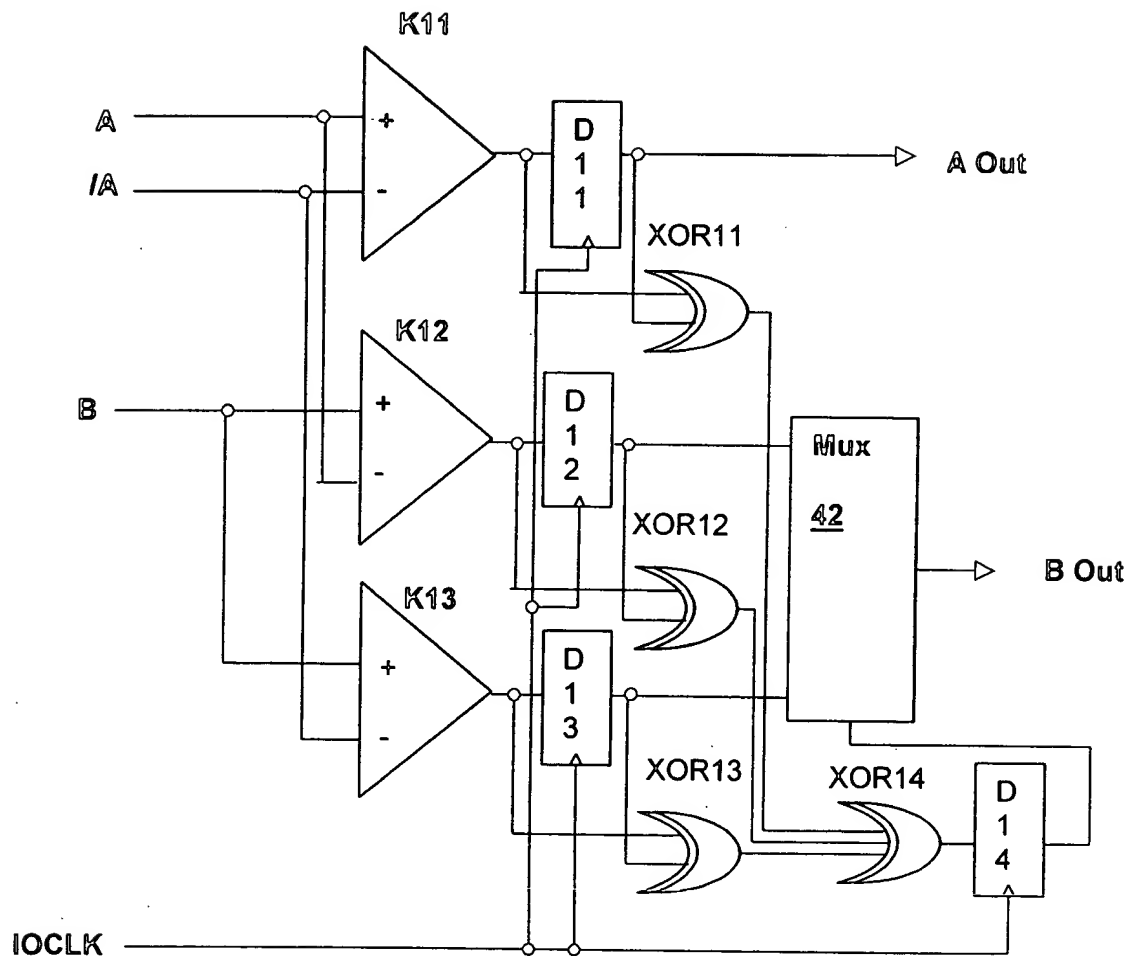 K11
A
+
D
1
1
A Out
/A
-
XOR11
K12
B
+
D
1
2
Mux
42
-
XOR12
B Out
K13
+
D
1
3
-
XOR13
XOR14
D
1
4
IOCLK